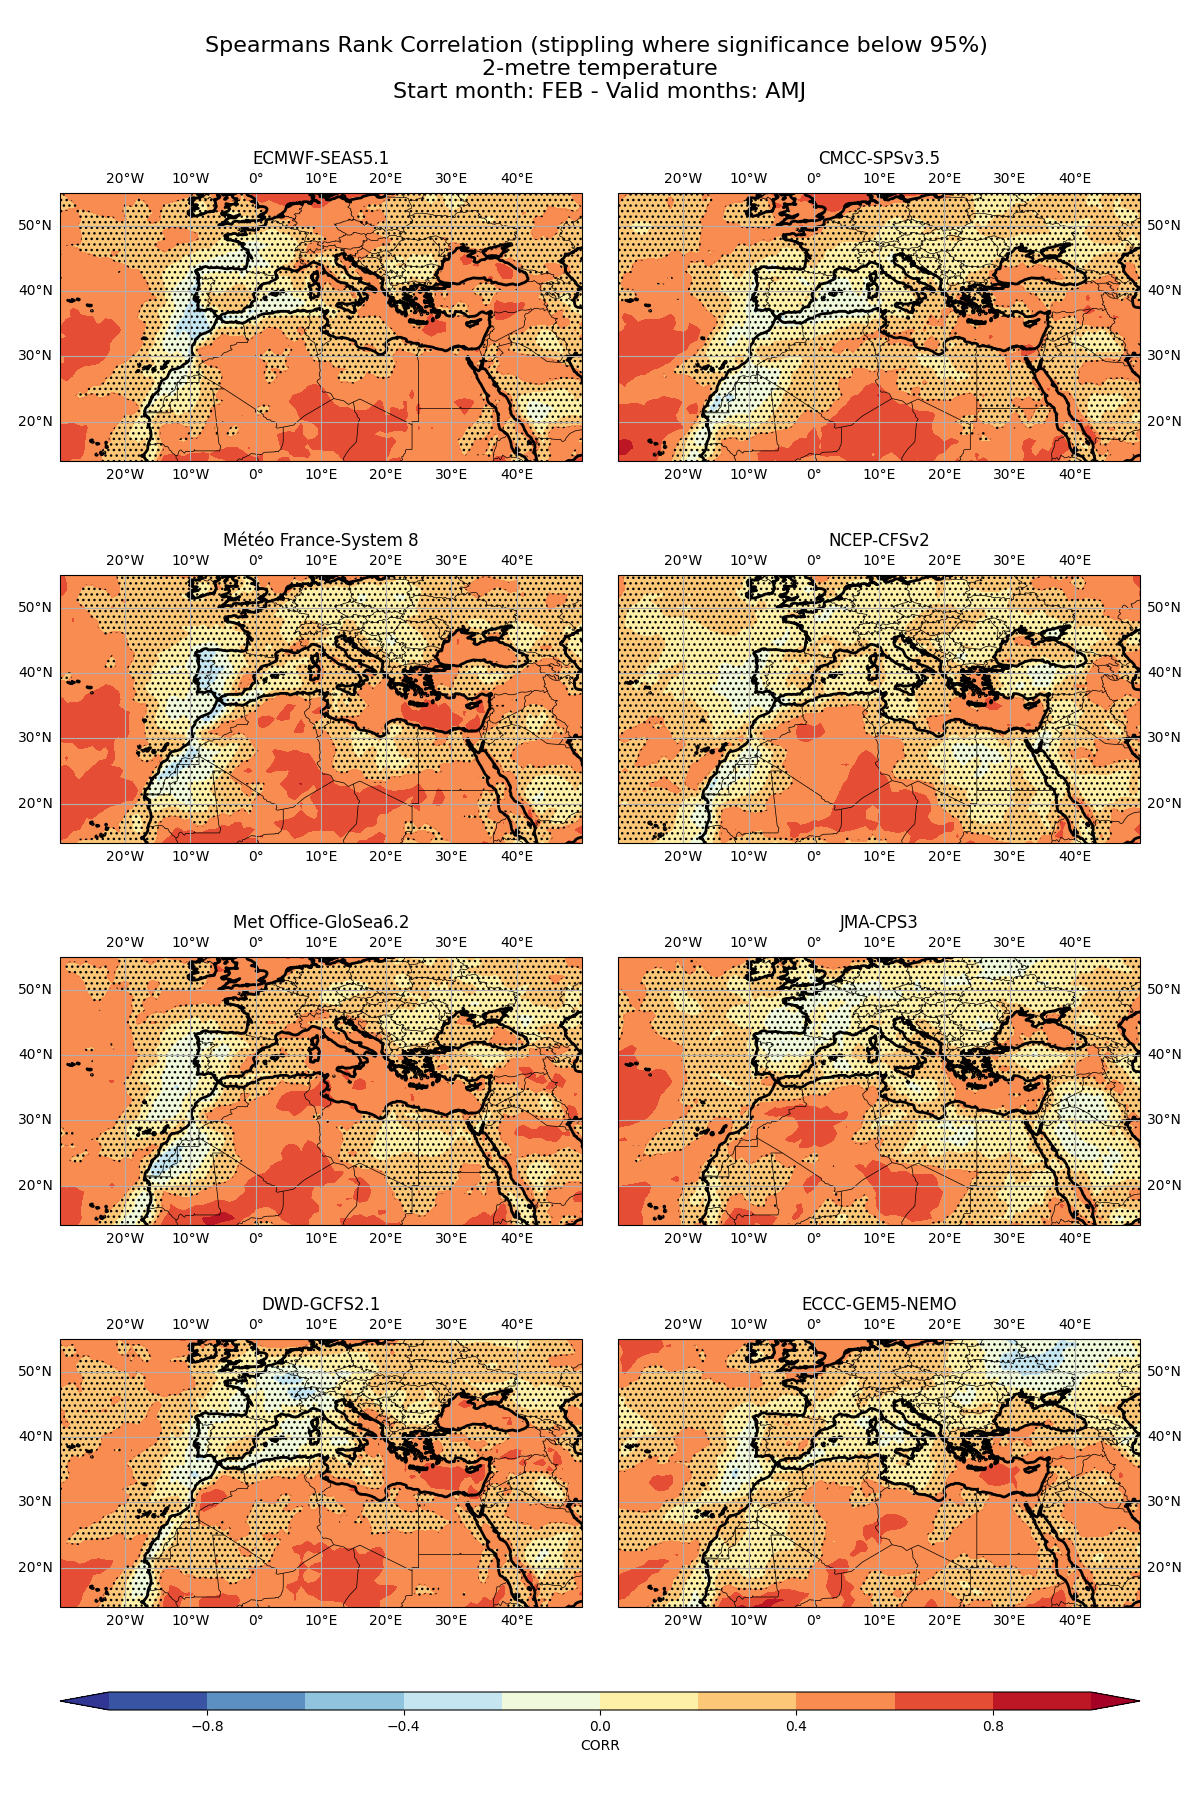 Spearmans Rank Correlation (stippling where significance below 95%)
2-metre temperature
Start month: FEB - Valid months: AMJ
ECMWF-SEAS5.1
20°W 10°W 0° 10°E 20°E 30°E 40°E
50°N
40°N
30°N
20°N
20°W 10°W 0° 10°E 20°E 30°E 40°E
CMCC-SPSv3.5
20°W 10°W 0° 10°E 20°E 30°E 40°E
50°N
40°N
30°N
20°N
20°W 10°W 0° 10°E 20°E 30°E 40°E
Météo France-System 8
20°W 10°W 0° 10°E 20°E 30°E 40°E
50°N
40°N
30°N
20°N
20°W 10°W 0° 10°E 20°E 30°E 40°E
NCEP-CFSv2
20°W 10°W 0° 10°E 20°E 30°E 40°E
50°N
40°N
30°N
20°N
20°W 10°W 0° 10°E 20°E 30°E 40°E
Met Office-GloSea6.2
20°W 10°W 0° 10°E 20°E 30°E 40°E
50°N
40°N
30°N
20°N
20°W 10°W 0° 10°E 20°E 30°E 40°E
JMA-CPS3
20°W 10°W 0° 10°E 20°E 30°E 40°E
50°N
40°N
30°N
20°N
20°W 10°W 0° 10°E 20°E 30°E 40°E
DWD-GCFS2.1
20°W 10°W 0° 10°E 20°E 30°E 40°E
50°N
40°N
30°N
20°N
20°W 10°W 0° 10°E 20°E 30°E 40°E
ECCC-GEM5-NEMO
20°W 10°W 0° 10°E 20°E 30°E 40°E
50°N
40°N
30°N
20°N
20°W 10°W 0° 10°E 20°E 30°E 40°E
−0.8 −0.4 0.0 0.4 0.8
CORR